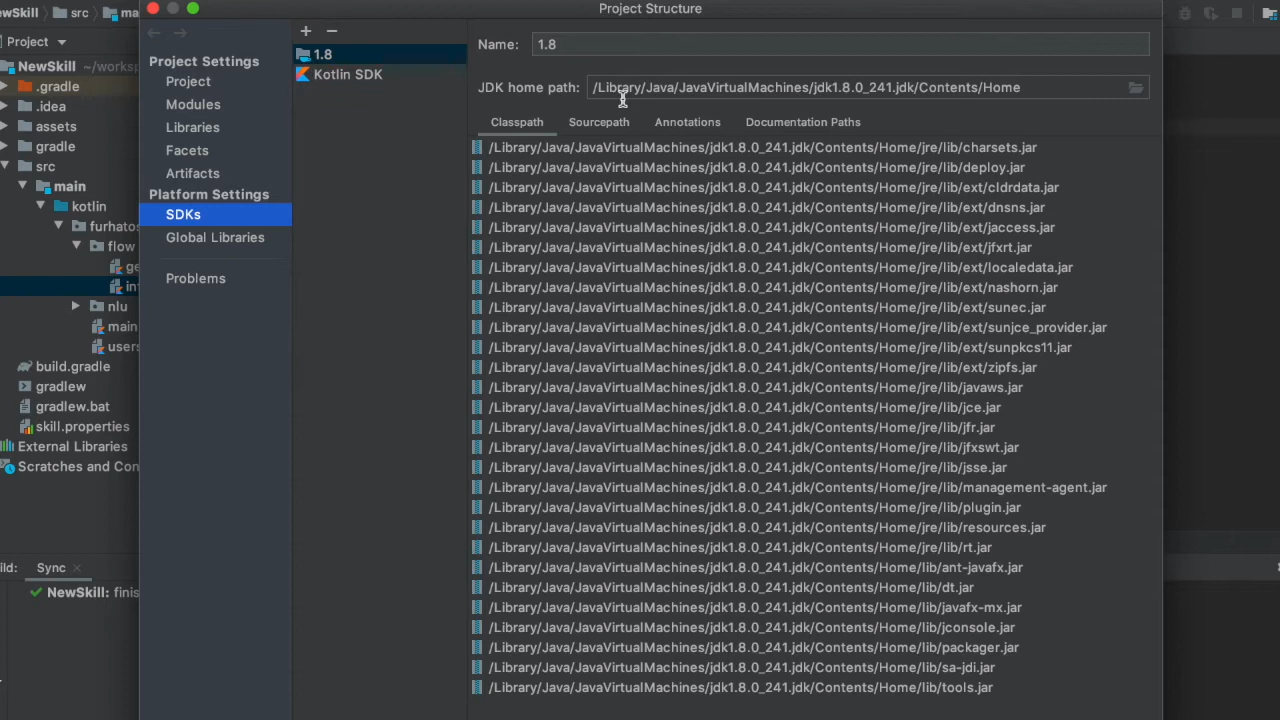 Project Structure
ewSkill
src
ma
Project
NewSkill ~/worksp
.gradle
.idea
assets
gradle
src
main
kotlin
furhatos
flow
ge
int
nlu
main
users
build.gradle
gradlew
gradlew.bat
skill.properties
External Libraries
Scratches and Con
ild:
Sync
NewSkill: finis
Project Settings
Project
Modules
Libraries
Facets
Artifacts
Platform Settings
SDKs
Global Libraries
Problems
1.8
Kotlin SDK
Name: 1.8
JDK home path: /Library/Java/JavaVirtualMachines/jdk1.8.0_241.jdk/Contents/Home
Classpath Sourcepath Annotations Documentation Paths
/Library/Java/JavaVirtualMachines/jdk1.8.0_241.jdk/Contents/Home/jre/lib/charsets.jar
/Library/Java/JavaVirtualMachines/jdk1.8.0_241.jdk/Contents/Home/jre/lib/deploy.jar
/Library/Java/JavaVirtualMachines/jdk1.8.0_241.jdk/Contents/Home/jre/lib/ext/cldrdata.jar
/Library/Java/JavaVirtualMachines/jdk1.8.0_241.jdk/Contents/Home/jre/lib/ext/dnsns.jar
/Library/Java/JavaVirtualMachines/jdk1.8.0_241.jdk/Contents/Home/jre/lib/ext/jaccess.jar
/Library/Java/JavaVirtualMachines/jdk1.8.0_241.jdk/Contents/Home/jre/lib/ext/jfxrt.jar
/Library/Java/JavaVirtualMachines/jdk1.8.0_241.jdk/Contents/Home/jre/lib/ext/localedata.jar
/Library/Java/JavaVirtualMachines/jdk1.8.0_241.jdk/Contents/Home/jre/lib/ext/nashorn.jar
/Library/Java/JavaVirtualMachines/jdk1.8.0_241.jdk/Contents/Home/jre/lib/ext/sunec.jar
/Library/Java/JavaVirtualMachines/jdk1.8.0_241.jdk/Contents/Home/jre/lib/ext/sunjce_provider.jar
/Library/Java/JavaVirtualMachines/jdk1.8.0_241.jdk/Contents/Home/jre/lib/ext/sunpkcs11.jar
/Library/Java/JavaVirtualMachines/jdk1.8.0_241.jdk/Contents/Home/jre/lib/ext/zipfs.jar
/Library/Java/JavaVirtualMachines/jdk1.8.0_241.jdk/Contents/Home/jre/lib/javaws.jar
/Library/Java/JavaVirtualMachines/jdk1.8.0_241.jdk/Contents/Home/jre/lib/jce.jar
/Library/Java/JavaVirtualMachines/jdk1.8.0_241.jdk/Contents/Home/jre/lib/jfr.jar
/Library/Java/JavaVirtualMachines/jdk1.8.0_241.jdk/Contents/Home/jre/lib/jfxswt.jar
/Library/Java/JavaVirtualMachines/jdk1.8.0_241.jdk/Contents/Home/jre/lib/jsse.jar
/Library/Java/JavaVirtualMachines/jdk1.8.0_241.jdk/Contents/Home/jre/lib/management-agent.jar
/Library/Java/JavaVirtualMachines/jdk1.8.0_241.jdk/Contents/Home/jre/lib/plugin.jar
/Library/Java/JavaVirtualMachines/jdk1.8.0_241.jdk/Contents/Home/jre/lib/resources.jar
/Library/Java/JavaVirtualMachines/jdk1.8.0_241.jdk/Contents/Home/jre/lib/rt.jar
/Library/Java/JavaVirtualMachines/jdk1.8.0_241.jdk/Contents/Home/lib/ant-javafx.jar
/Library/Java/JavaVirtualMachines/jdk1.8.0_241.jdk/Contents/Home/lib/dt.jar
/Library/Java/JavaVirtualMachines/jdk1.8.0_241.jdk/Contents/Home/lib/javafx-mx.jar
/Library/Java/JavaVirtualMachines/jdk1.8.0_241.jdk/Contents/Home/lib/jconsole.jar
/Library/Java/JavaVirtualMachines/jdk1.8.0_241.jdk/Contents/Home/lib/packager.jar
/Library/Java/JavaVirtualMachines/jdk1.8.0_241.jdk/Contents/Home/lib/sa-jdi.jar
/Library/Java/JavaVirtualMachines/jdk1.8.0_241.jdk/Contents/Home/lib/tools.jar